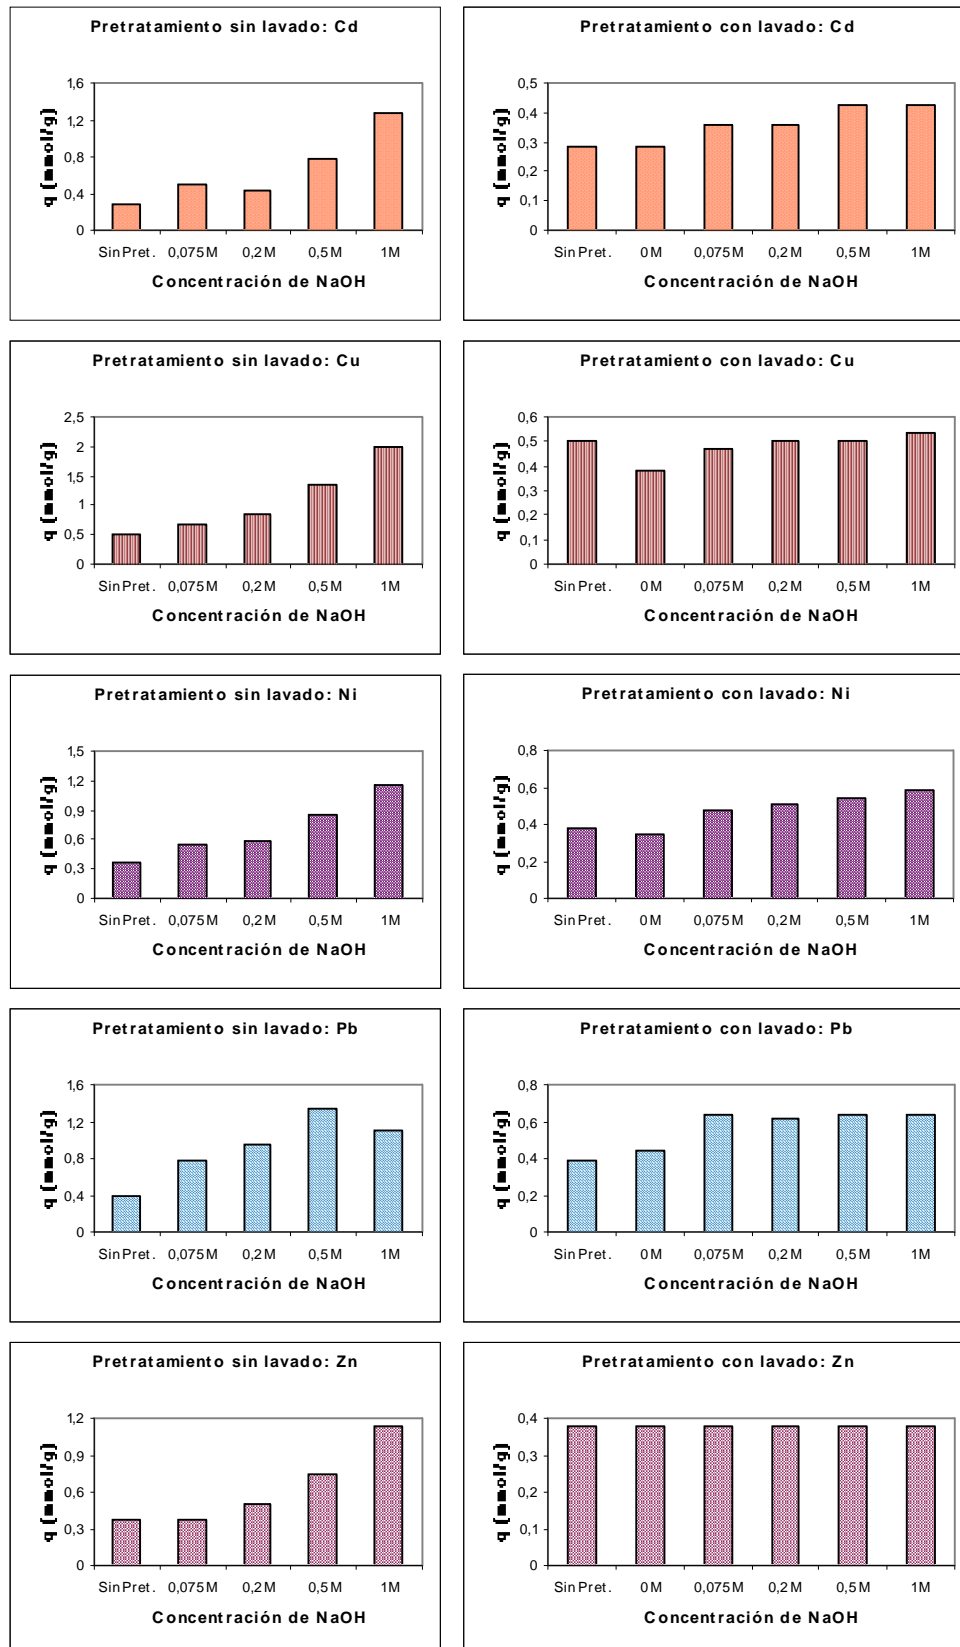 Pretratamiento sin lavado: Cd
q (mmol/g)
1,6
1,2
0,8
0,4
0
Sin Pret. 0,075M 0,2M 0,5M 1M
Concentración de NaOH
Pretratamiento con lavado: Cd
q (mmol/g)
0,5
0,4
0,3
0,2
0,1
0
Sin Pret. 0M 0,075M 0,2M 0,5M 1M
Concentración de NaOH
Pretratamiento sin lavado: Cu
q (mmol/g)
2,5
2
1,5
1
0,5
0
Sin Pret. 0,075M 0,2M 0,5M 1M
Concentración de NaOH
Pretratamiento con lavado: Cu
q (mmol/g)
0,6
0,5
0,4
0,3
0,2
0,1
0
Sin Pret. 0M 0,075M 0,2M 0,5M 1M
Concentración de NaOH
Pretratamiento sin lavado: Ni
q (mmol/g)
1,5
1,2
0,9
0,6
0,3
0
Sin Pret. 0,075M 0,2M 0,5M 1M
Concentración de NaOH
Pretratamiento con lavado: Ni
q (mmol/g)
0,8
0,6
0,4
0,2
0
Sin Pret. 0M 0,075M 0,2M 0,5M 1M
Concentración de NaOH
Pretratamiento sin lavado: Pb
q (mmol/g)
1,6
1,2
0,8
0,4
0
Sin Pret. 0,075M 0,2M 0,5M 1M
Concentración de NaOH
Pretratamiento con lavado: Pb
q (mmol/g)
0,8
0,6
0,4
0,2
0
Sin Pret. 0M 0,075M 0,2M 0,5M 1M
Concentración de NaOH
Pretratamiento sin lavado: Zn
q (mmol/g)
1,2
0,9
0,6
0,3
0
Sin Pret. 0,075M 0,2M 0,5M 1M
Concentración de NaOH
Pretratamiento con lavado: Zn
q (mmol/g)
0,4
0,3
0,2
0,1
0
Sin Pret. 0M 0,075M 0,2M 0,5M 1M
Concentración de NaOH